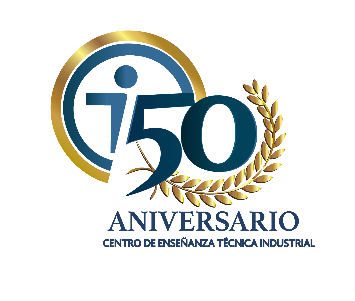 50
ANIVERSARIO
CENTRO DE ENSEÑANZA TÉCNICA INDUSTRIAL